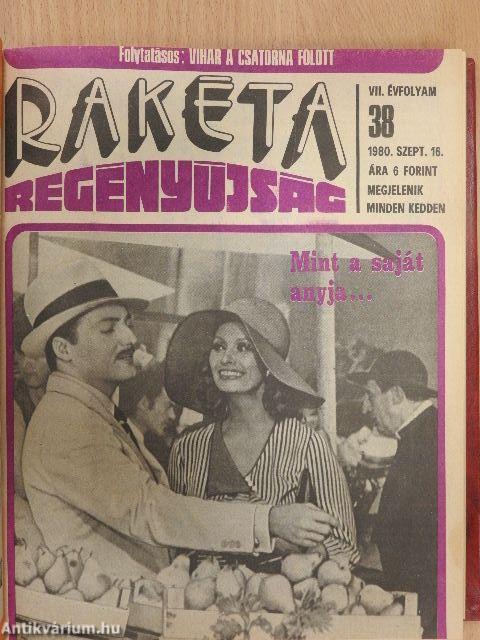 Folytatásos: VIHAR A CSATORNA FÖLÖTT
RAKÉTA
REGÉNYÚJSÁG
VII. ÉVFOLYAM
38
1980. SZEPT. 16.
ÁRA 6 FORINT
MEGJELENIK
MINDEN KEDDEN
Mint a saját
anyja...
Antikvárium.hu